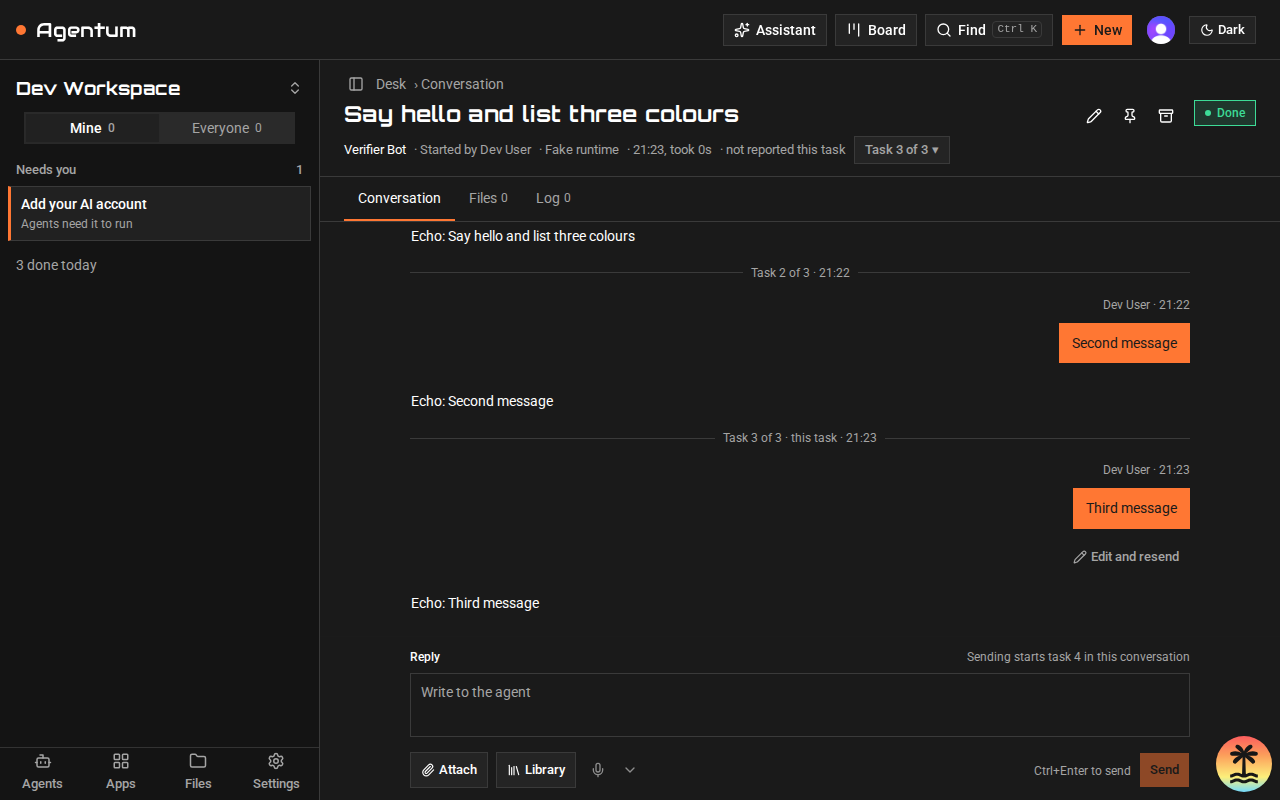 Agentum
Assistant
Board
Find Ctrl K
New
Dark
Dev Workspace
Mine 0
Everyone 0
Needs you 1
Add your AI account
Agents need it to run
3 done today
Agents
Apps
Files
Settings
Desk › Conversation
Say hello and list three colours
Done
Verifier Bot · Started by Dev User · Fake runtime · 21:23, took 0s · not reported this task Task 3 of 3 ▾
Conversation
Files 0
Log 0
Echo: Say hello and list three colours
Task 2 of 3 · 21:22
Dev User · 21:22
Second message
Echo: Second message
Task 3 of 3 · this task · 21:23
Dev User · 21:23
Third message
Edit and resend
Echo: Third message
Reply
Sending starts task 4 in this conversation
Write to the agent
Attach
Library
Ctrl+Enter to send
Send